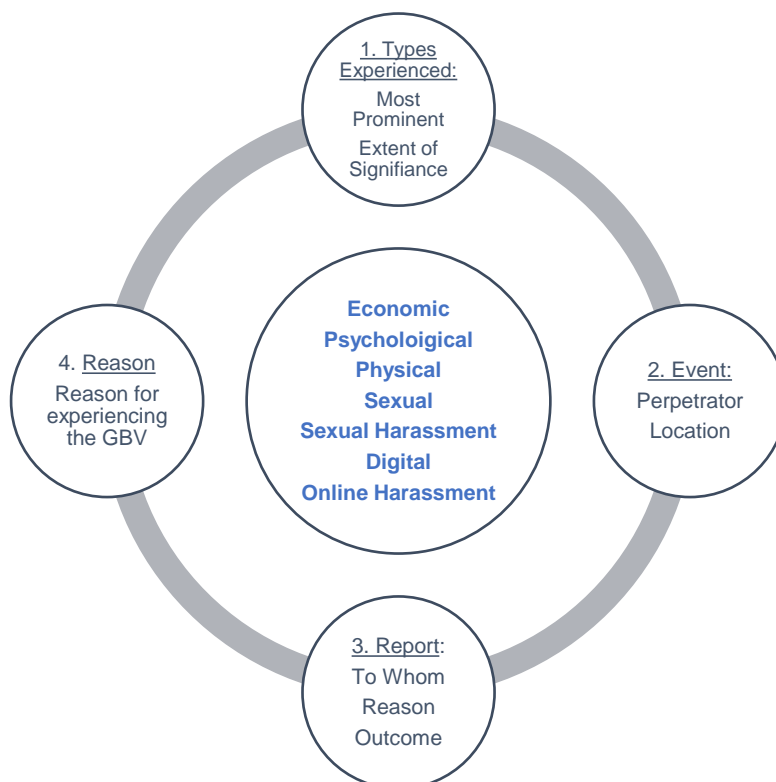 1. Types
Experienced:
Most
Prominent
Extent of
Signifiance
Economic
Psycholoigical
Physical
Sexual
Sexual Harassment
Digital
Online Harassment
2. Event:
Perpetrator
Location
3. Report:
To Whom
Reason
Outcome
4. Reason
Reason for
experiencing
the GBV